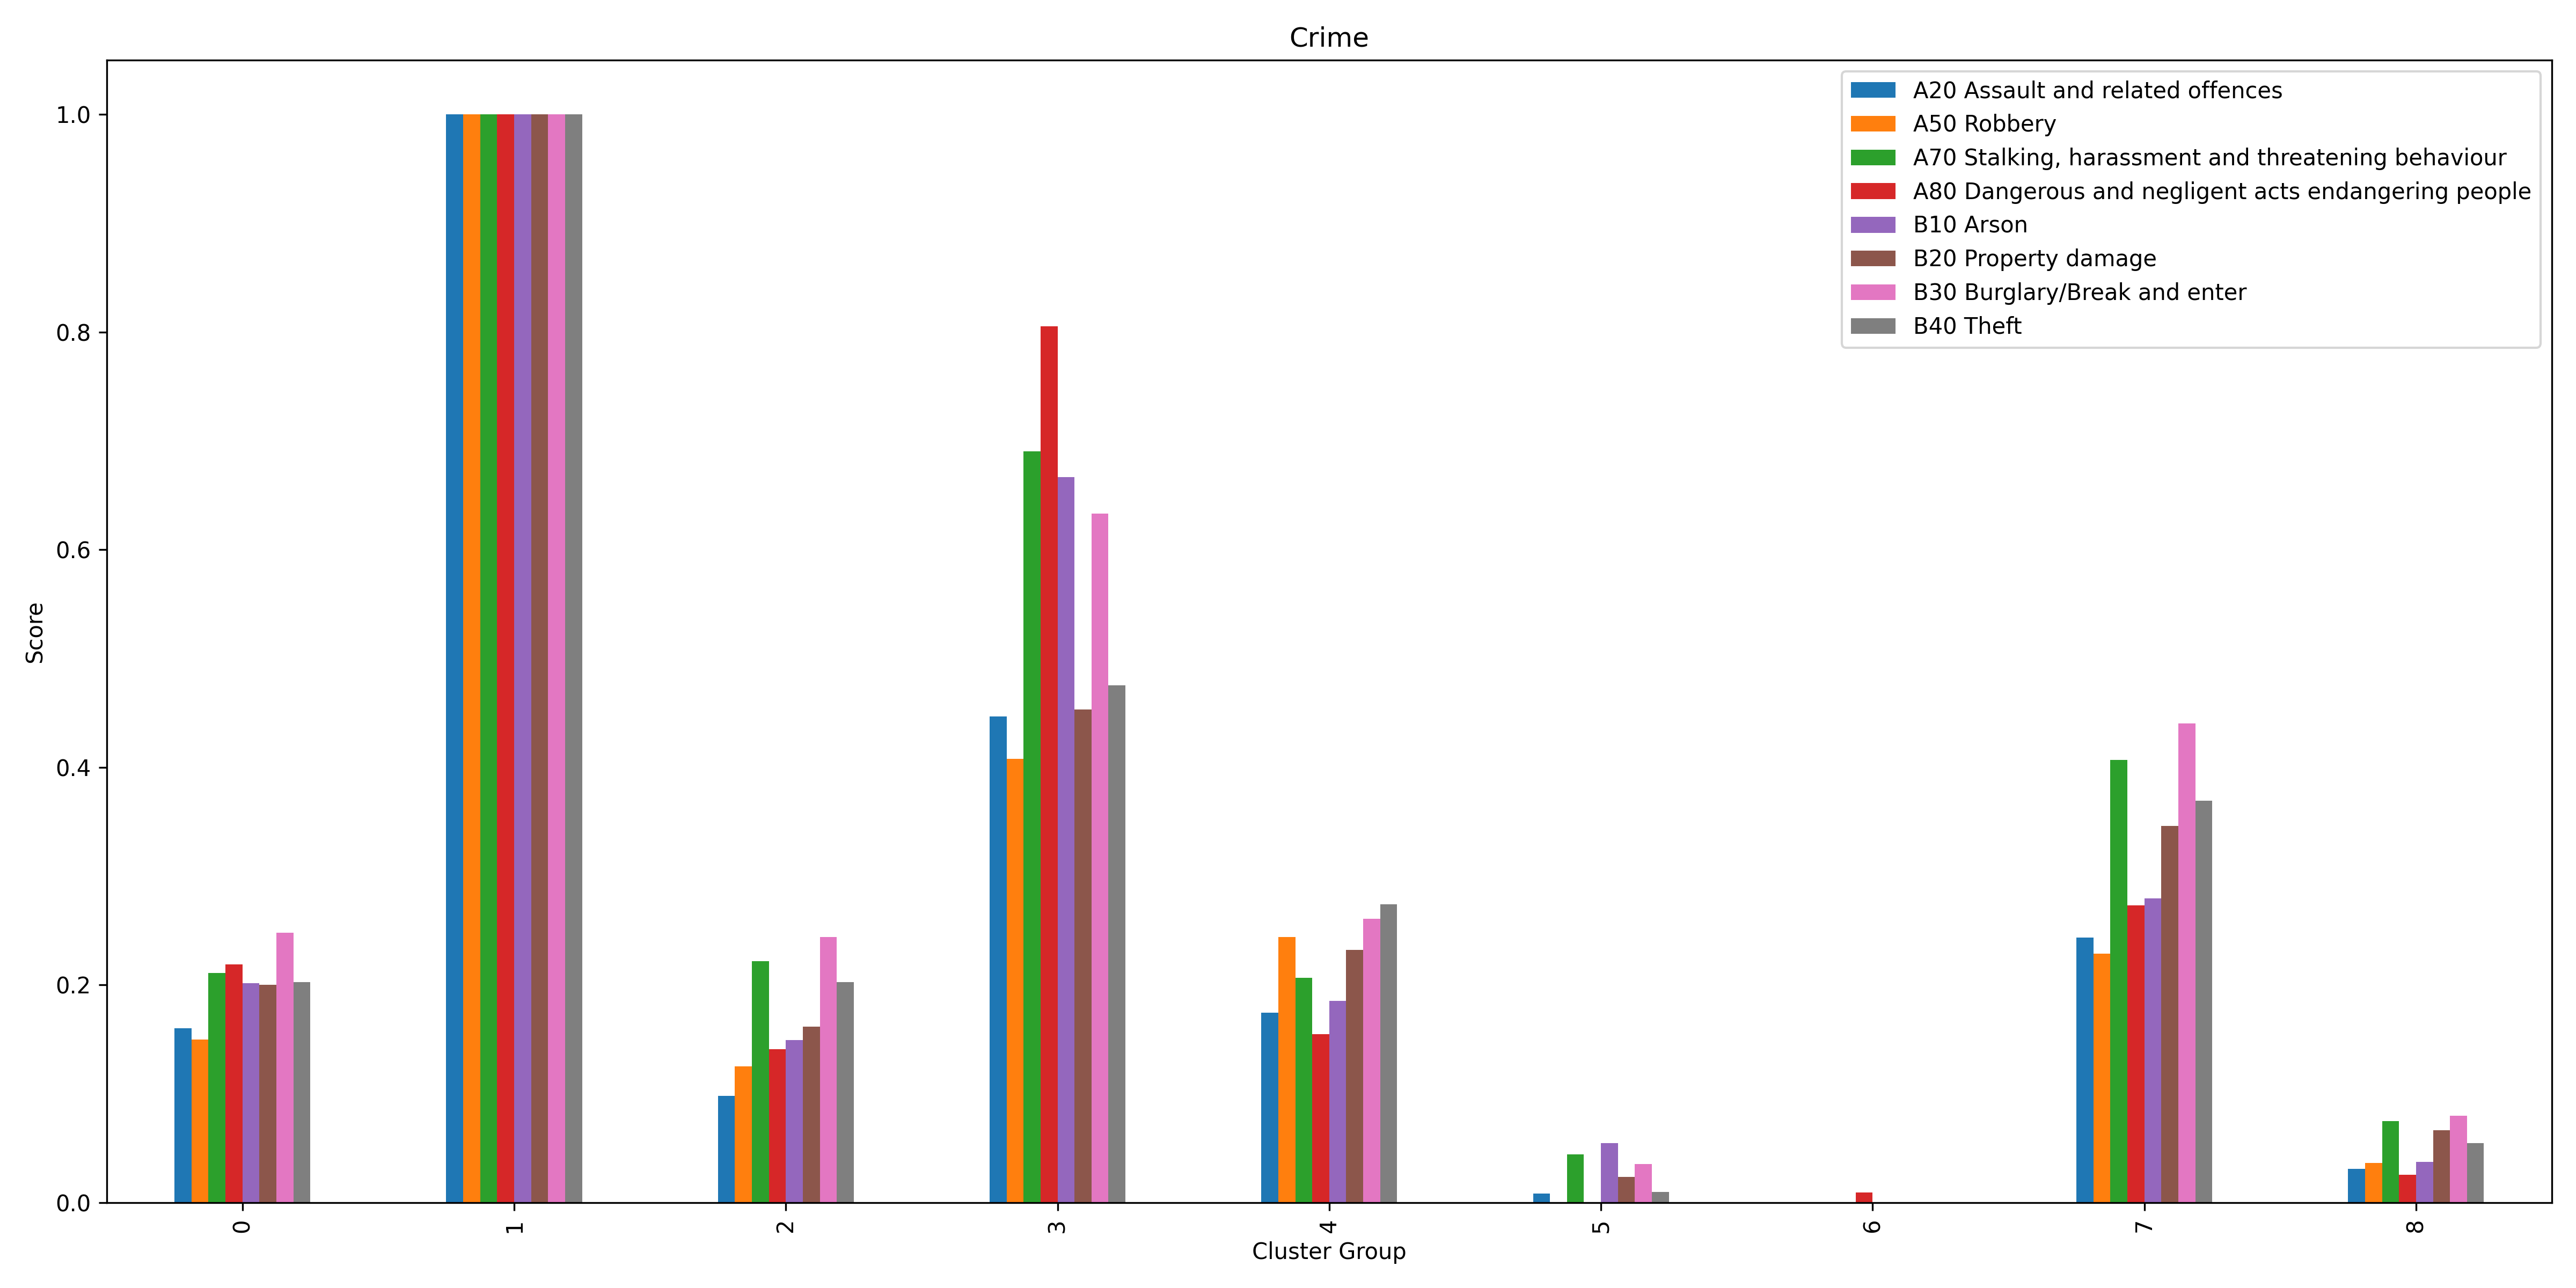 Crime
1.0
0.8
0.6
0.4
0.2
0.0
Score
A20 Assault and related offences
A50 Robbery
A70 Stalking, harassment and threatening behaviour
A80 Dangerous and negligent acts endangering people
B10 Arson
B20 Property damage
B30 Burglary/Break and enter
B40 Theft
0 1 2 3 4 5 6 7 8
Cluster Group